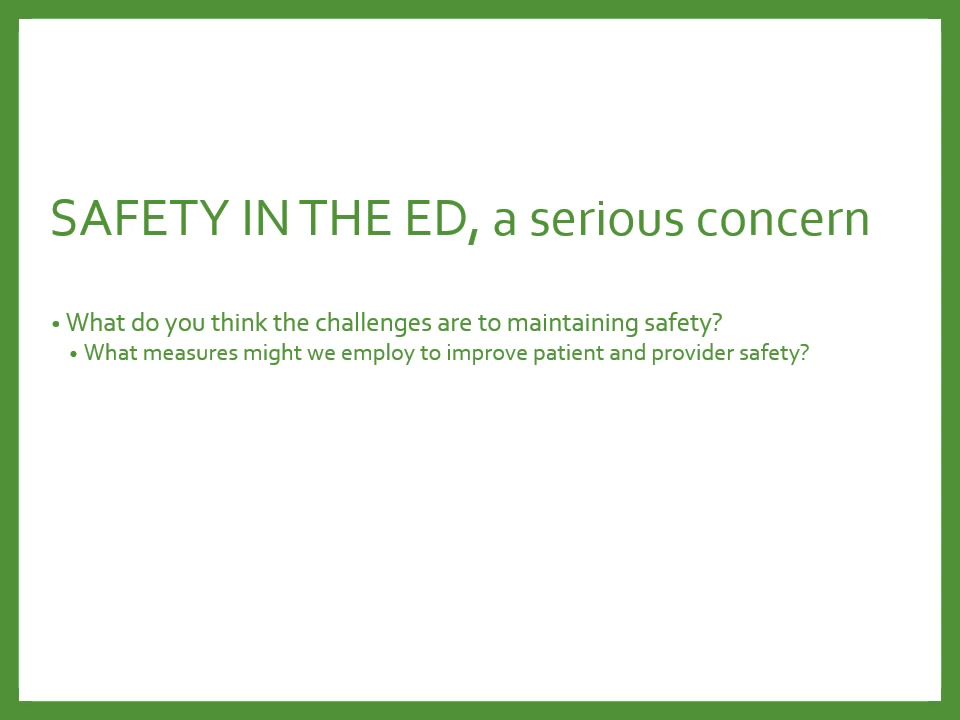 SAFETY IN THE ED, a serious concern
• What do you think the challenges are to maintaining safety?
• What measures might we employ to improve patient and provider safety?